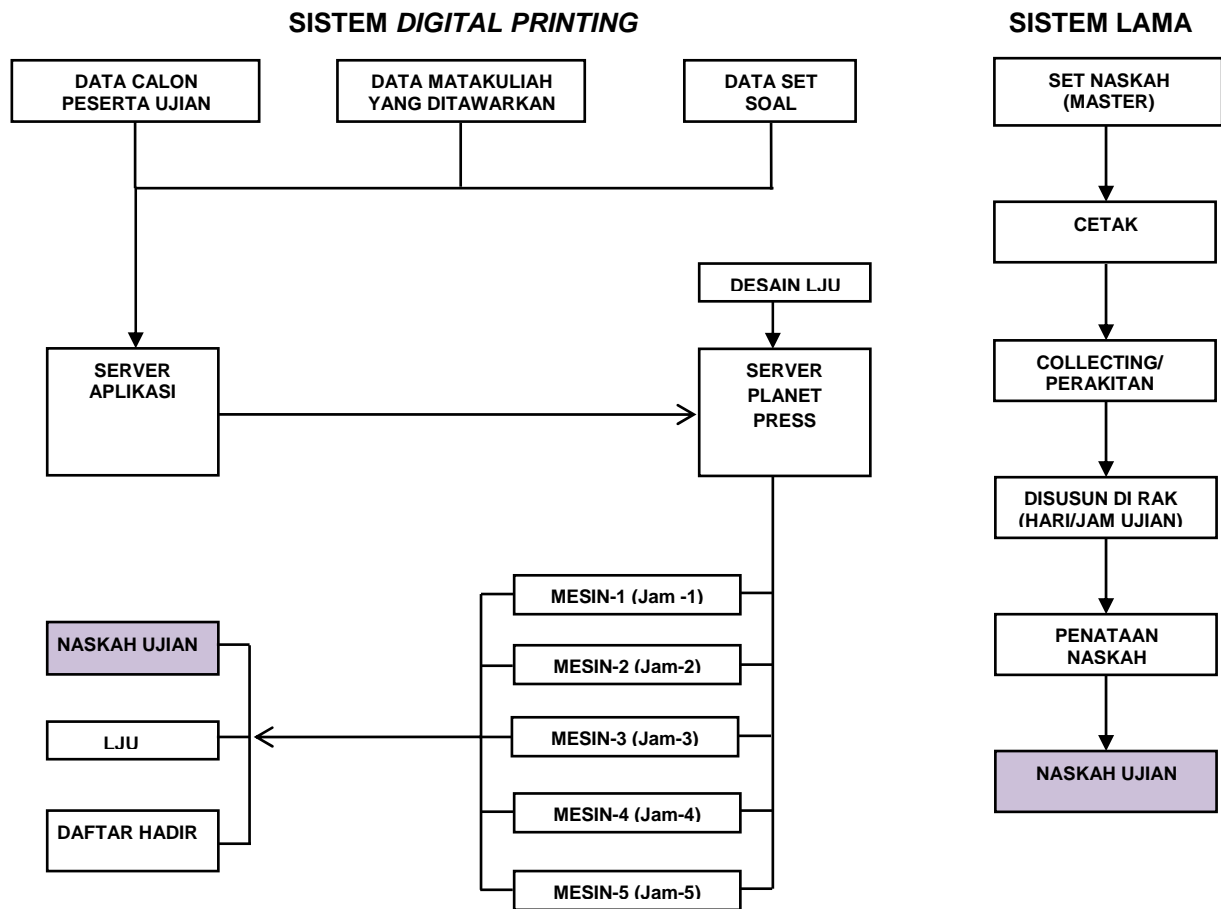 SISTEM DIGITAL PRINTING
DATA CALON
PESERTA UJIAN
DATA MATAKULIAH
YANG DITAWARKAN
DATA SET
SOAL
DESAIN LJU
SERVER
APLIKASI
SERVER
PLANET
PRESS
MESIN-1 (Jam -1)
MESIN-2 (Jam-2)
MESIN-3 (Jam-3)
MESIN-4 (Jam-4)
MESIN-5 (Jam-5)
NASKAH UJIAN
LJU
DAFTAR HADIR
SISTEM LAMA
SET NASKAH
(MASTER)
CETAK
COLLECTING/
PERAKITAN
DISUSUN DI RAK
(HARI/JAM UJIAN)
PENATAAN
NASKAH
NASKAH UJIAN